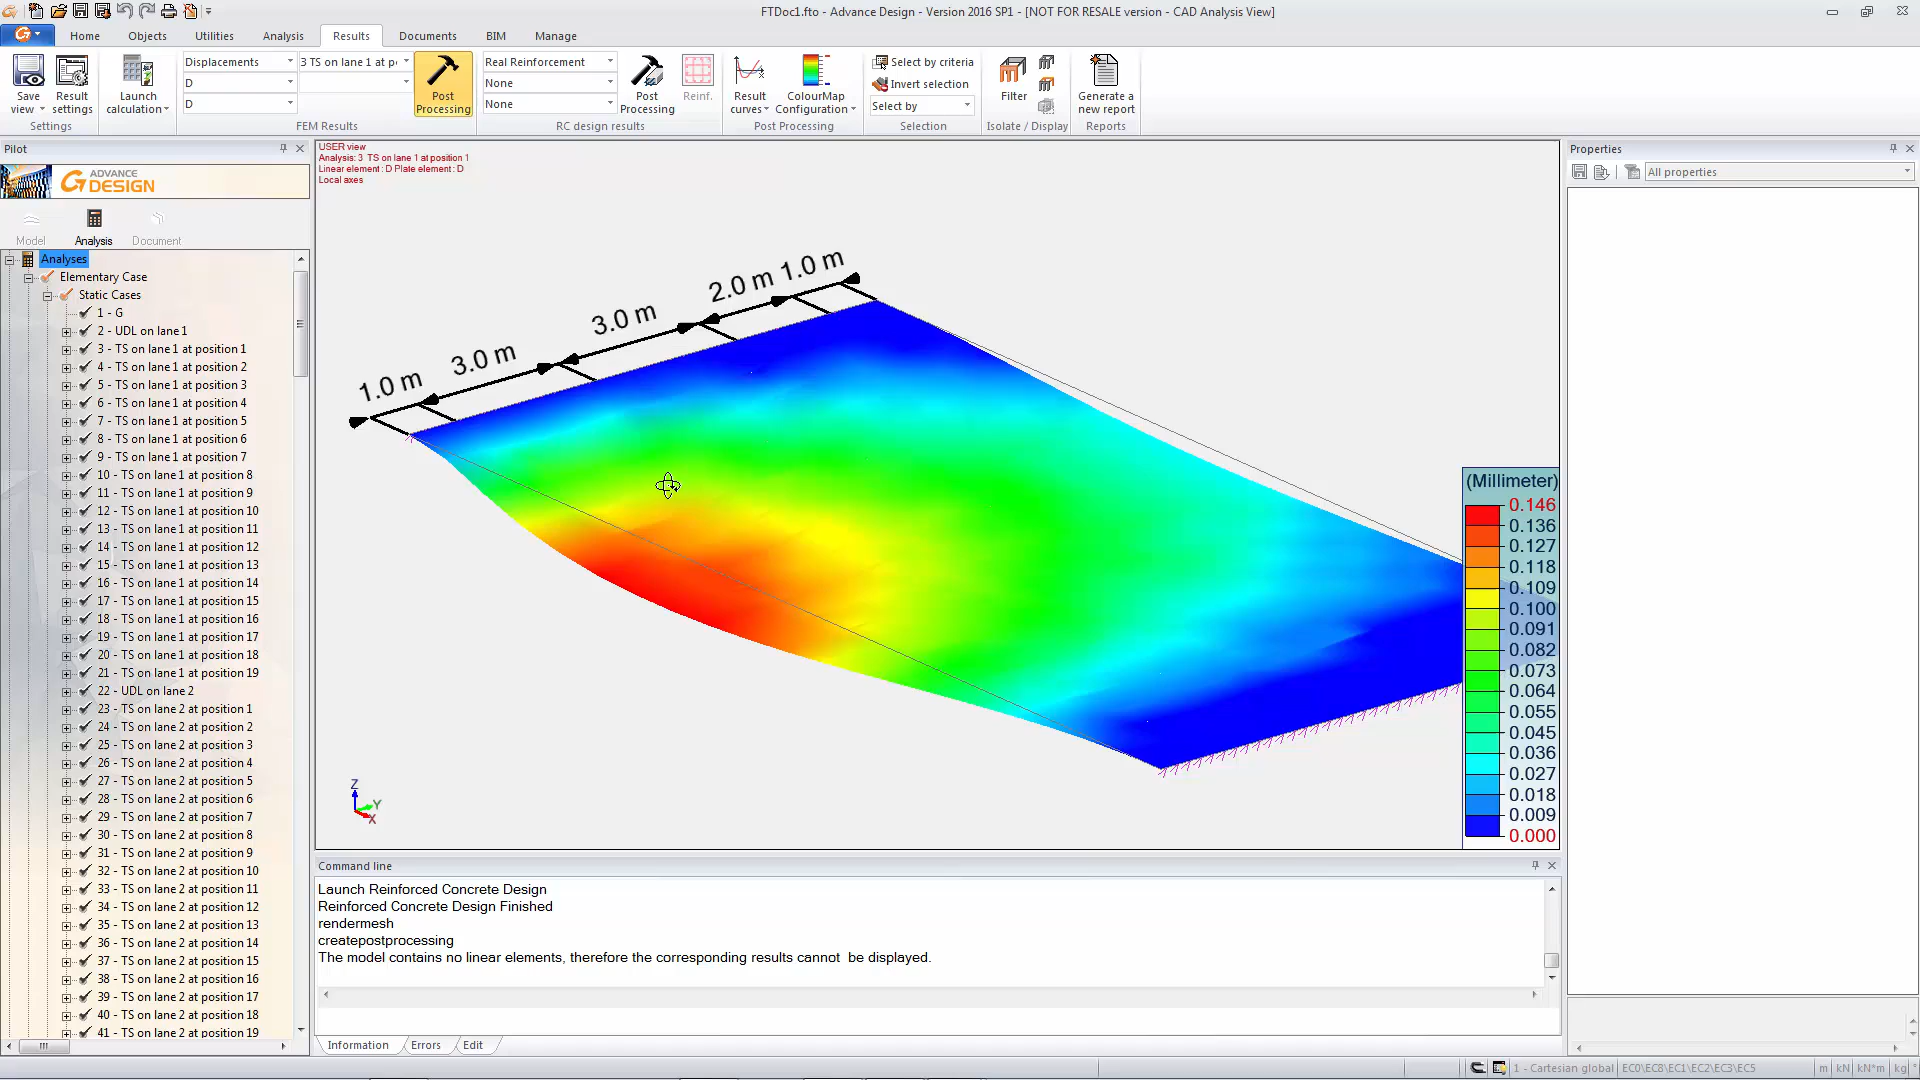 FTDoc1.fto - Advance Design - Version 2016 SP1 - [NOT FOR RESALE version - CAD Analysis View]
Home Objects Utilities Analysis Results Documents BIM Manage
Save view
Result settings
Settings
Launch calculation
Displacements
3 TS on lane 1 at p
D
D
Post Processing
FEM Results
Real Reinforcement
None
None
Post Processing
Reinf.
RC design results
Result curves
ColourMap Configuration
Post Processing
Select by criteria
Invert selection
Select by
Selection
Filter
Isolate / Display
Generate a new report
Reports
Pilot
ADVANCE
DESIGN
Model Analysis Document
Analyses
Elementary Case
Static Cases
1 - G
2 - UDL on lane 1
3 - TS on lane 1 at position 1
4 - TS on lane 1 at position 2
5 - TS on lane 1 at position 3
6 - TS on lane 1 at position 4
7 - TS on lane 1 at position 5
8 - TS on lane 1 at position 6
9 - TS on lane 1 at position 7
10 - TS on lane 1 at position 8
11 - TS on lane 1 at position 9
12 - TS on lane 1 at position 10
13 - TS on lane 1 at position 11
14 - TS on lane 1 at position 12
15 - TS on lane 1 at position 13
16 - TS on lane 1 at position 14
17 - TS on lane 1 at position 15
18 - TS on lane 1 at position 16
19 - TS on lane 1 at position 17
20 - TS on lane 1 at position 18
21 - TS on lane 1 at position 19
22 - UDL on lane 2
23 - TS on lane 2 at position 1
24 - TS on lane 2 at position 2
25 - TS on lane 2 at position 3
26 - TS on lane 2 at position 4
27 - TS on lane 2 at position 5
28 - TS on lane 2 at position 6
29 - TS on lane 2 at position 7
30 - TS on lane 2 at position 8
31 - TS on lane 2 at position 9
32 - TS on lane 2 at position 10
33 - TS on lane 2 at position 11
34 - TS on lane 2 at position 12
35 - TS on lane 2 at position 13
36 - TS on lane 2 at position 14
37 - TS on lane 2 at position 15
38 - TS on lane 2 at position 16
39 - TS on lane 2 at position 17
40 - TS on lane 2 at position 18
41 - TS on lane 2 at position 19
USER view
Analysis: 3 TS on lane 1 at position 1
Linear element : D Plate element : D
Local axes
1.0 m 3.0 m 3.0 m 2.0 m 1.0 m
Z
Y
X
(Millimeter)
0.146
0.136
0.127
0.118
0.109
0.100
0.091
0.082
0.073
0.064
0.055
0.045
0.036
0.027
0.018
0.009
0.000
Command line
Launch Reinforced Concrete Design
Reinforced Concrete Design Finished
rendermesh
createpostprocessing
The model contains no linear elements, therefore the corresponding results cannot be displayed.
Information Errors Edit
Properties
All properties
1 - Cartesian global EC0\EC8\EC1\EC2\EC3\EC5 m kN kN*m kg °